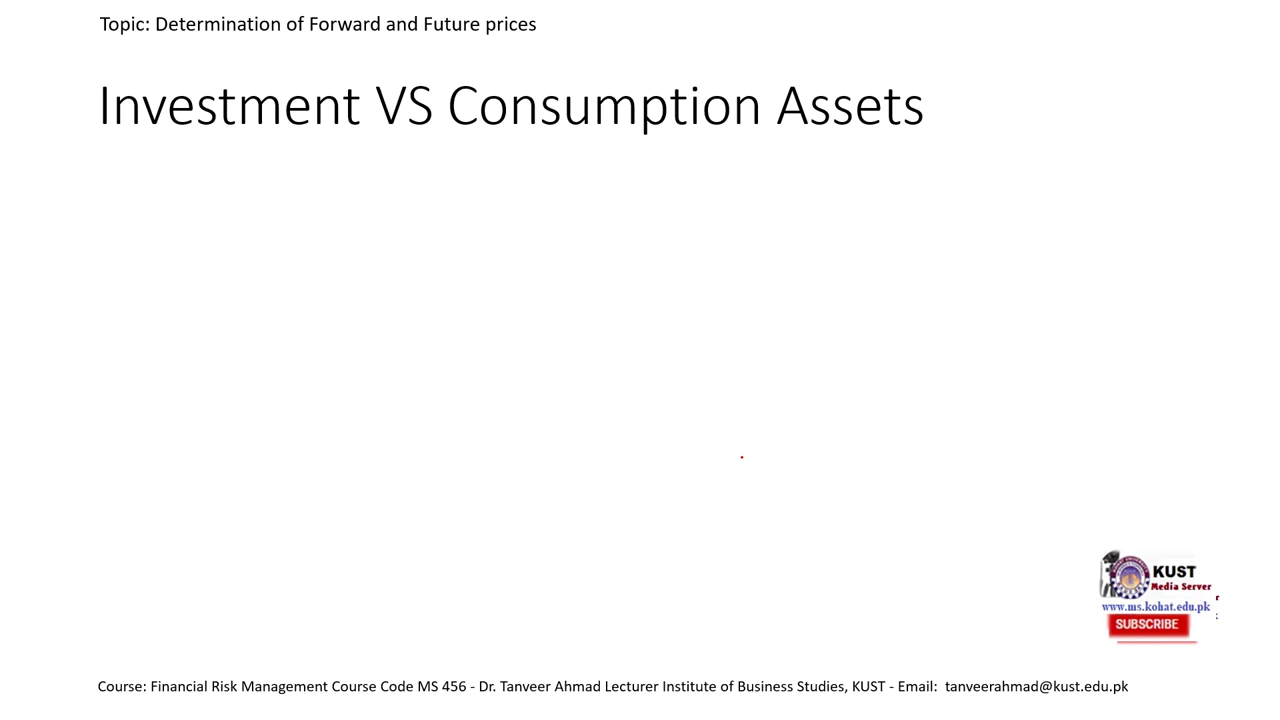 Topic: Determination of Forward and Future prices
Investment VS Consumption Assets
KUST
Media Server
www.ms.kohat.edu.pk
SUBSCRIBE
Course: Financial Risk Management Course Code MS 456 - Dr. Tanveer Ahmad Lecturer Institute of Business Studies, KUST - Email: tanveerahmad@kust.edu.pk